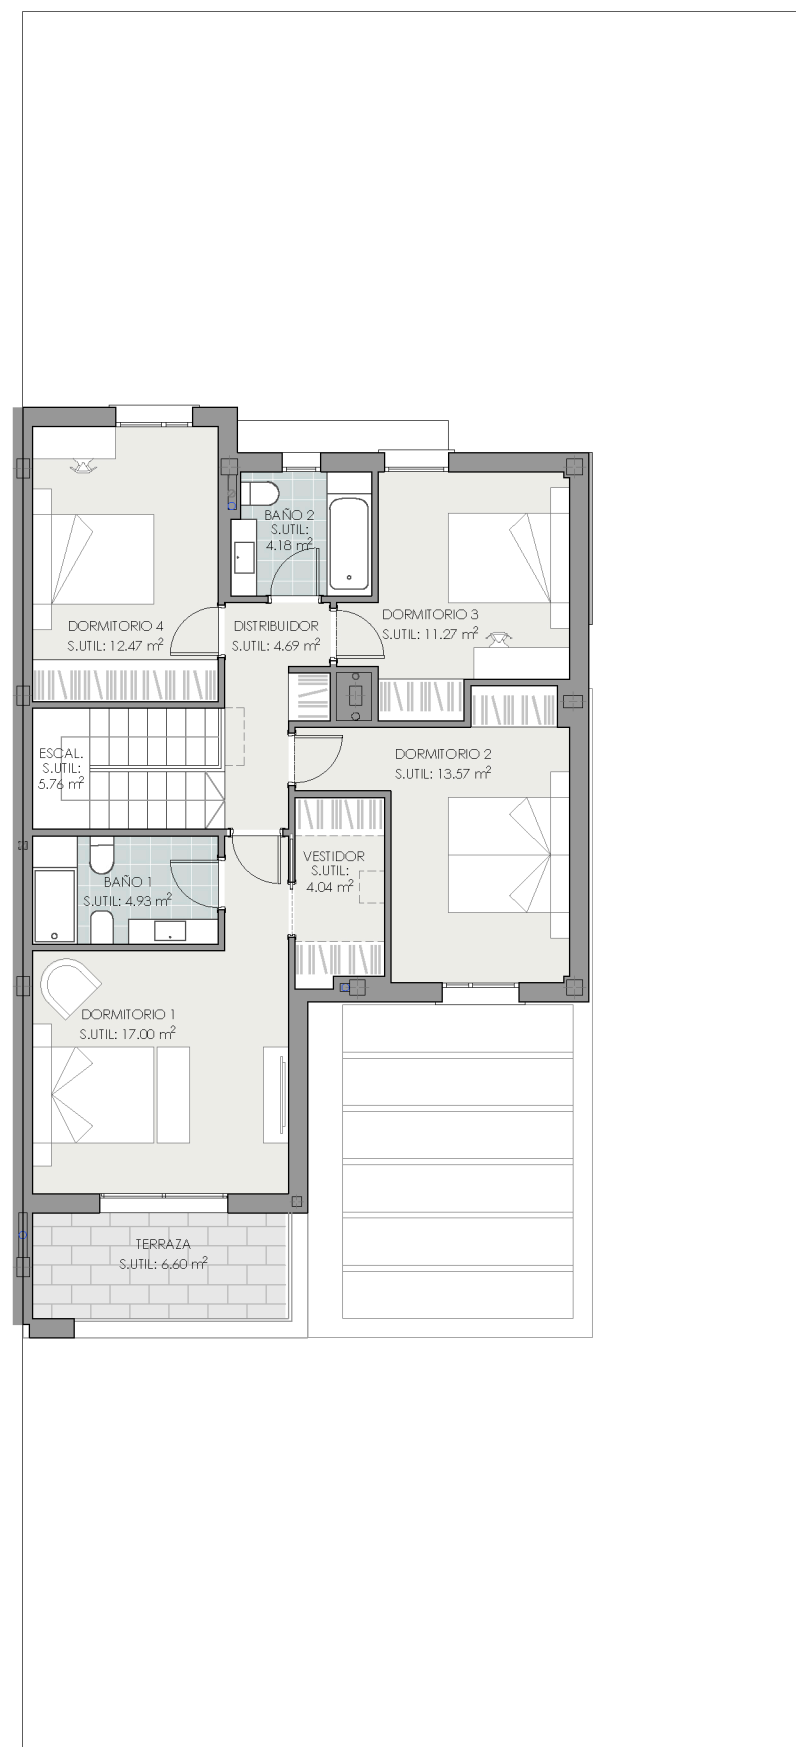 BAÑO 2
S.UTIL:
4.18 m²
DORMITORIO 4
S.UTIL: 12.47 m²
DISTRIBUIDOR
S.UTIL: 4.69 m²
DORMITORIO 3
S.UTIL: 11.27 m²
ESCAL.
S.UTIL:
5.76 m²
DORMITORIO 2
S.UTIL: 13.57 m²
VESTIDOR
S.UTIL:
4.04 m²
BAÑO 1
S.UTIL: 4.93 m²
DORMITORIO 1
S.UTIL: 17.00 m²
TERRAZA
S.UTIL: 6.60 m²